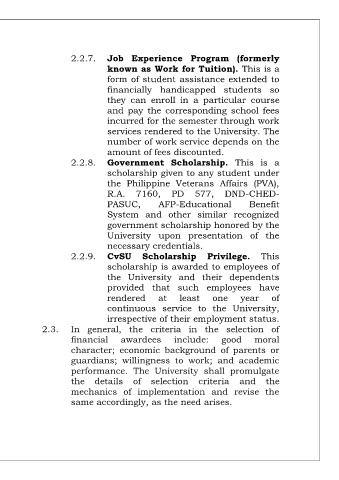 2.2.7. Job Experience Program (formerly
known as Work for Tuition). This is a
form of student assistance extended to
financially handicapped students so
they can enroll in a particular course
and pay the corresponding school fees
incurred for the semester through work
services rendered to the University. The
number of work service depends on the
amount of fees discounted.
2.2.8. Government Scholarship. This is a
scholarship given to any student under
the Philippine Veterans Affairs (PVA),
R.A. 7160, PD 577, DND-CHED-
PASUC, AFP-Educational Benefit
System and other similar recognized
government scholarship honored by the
University upon presentation of the
necessary credentials.
2.2.9. CvSU Scholarship Privilege. This
scholarship is awarded to employees of
the University and their dependents
provided that such employees have
rendered at least one year of
continuous service to the University,
irrespective of their employment status.
2.3. In general, the criteria in the selection of
financial awardees include: good moral
character; economic background of parents or
guardians; willingness to work; and academic
performance. The University shall promulgate
the details of selection criteria and the
mechanics of implementation and revise the
same accordingly, as the need arises.